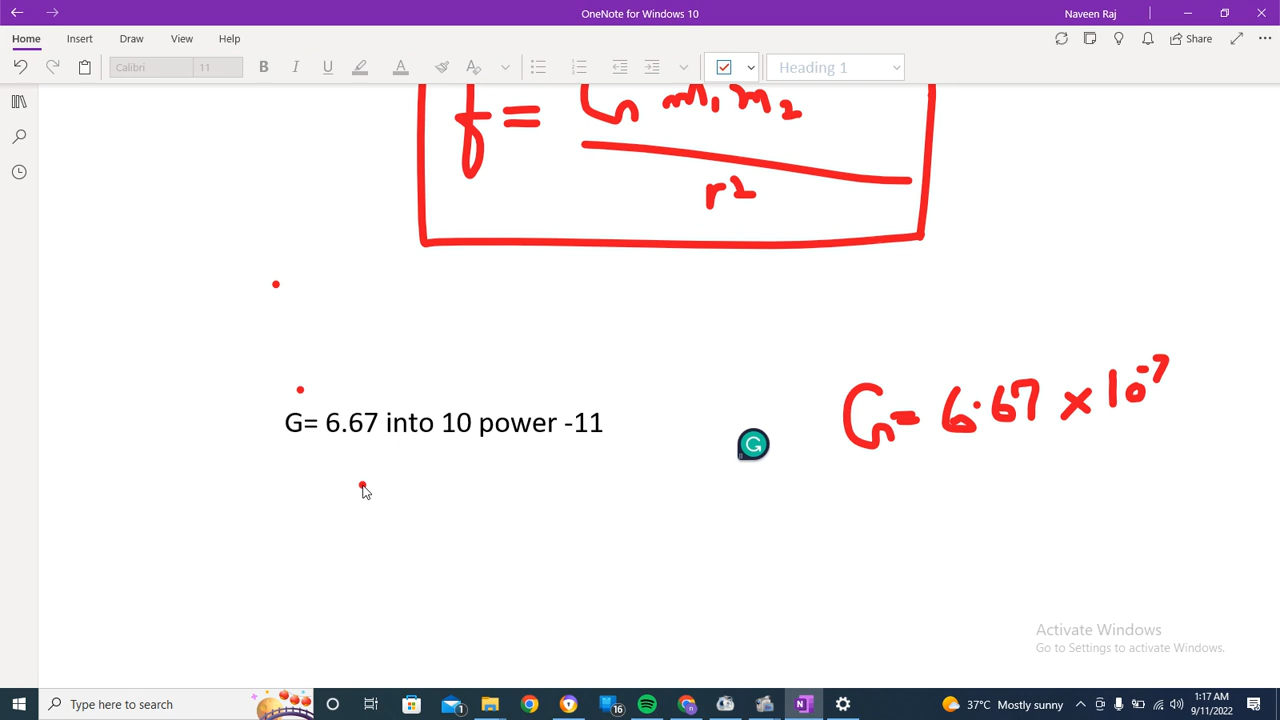 OneNote for Windows 10
Naveen Raj
Home Insert Draw View Help
Share
Calibri 11 B I U A A Heading 1
f = G m1 m2
r2
G = 6.67 × 10-7
G= 6.67 into 10 power -11
G
Activate Windows
Go to Settings to activate Windows.
Type here to search
1
16
37°C Mostly sunny
1:17 AM
9/11/2022